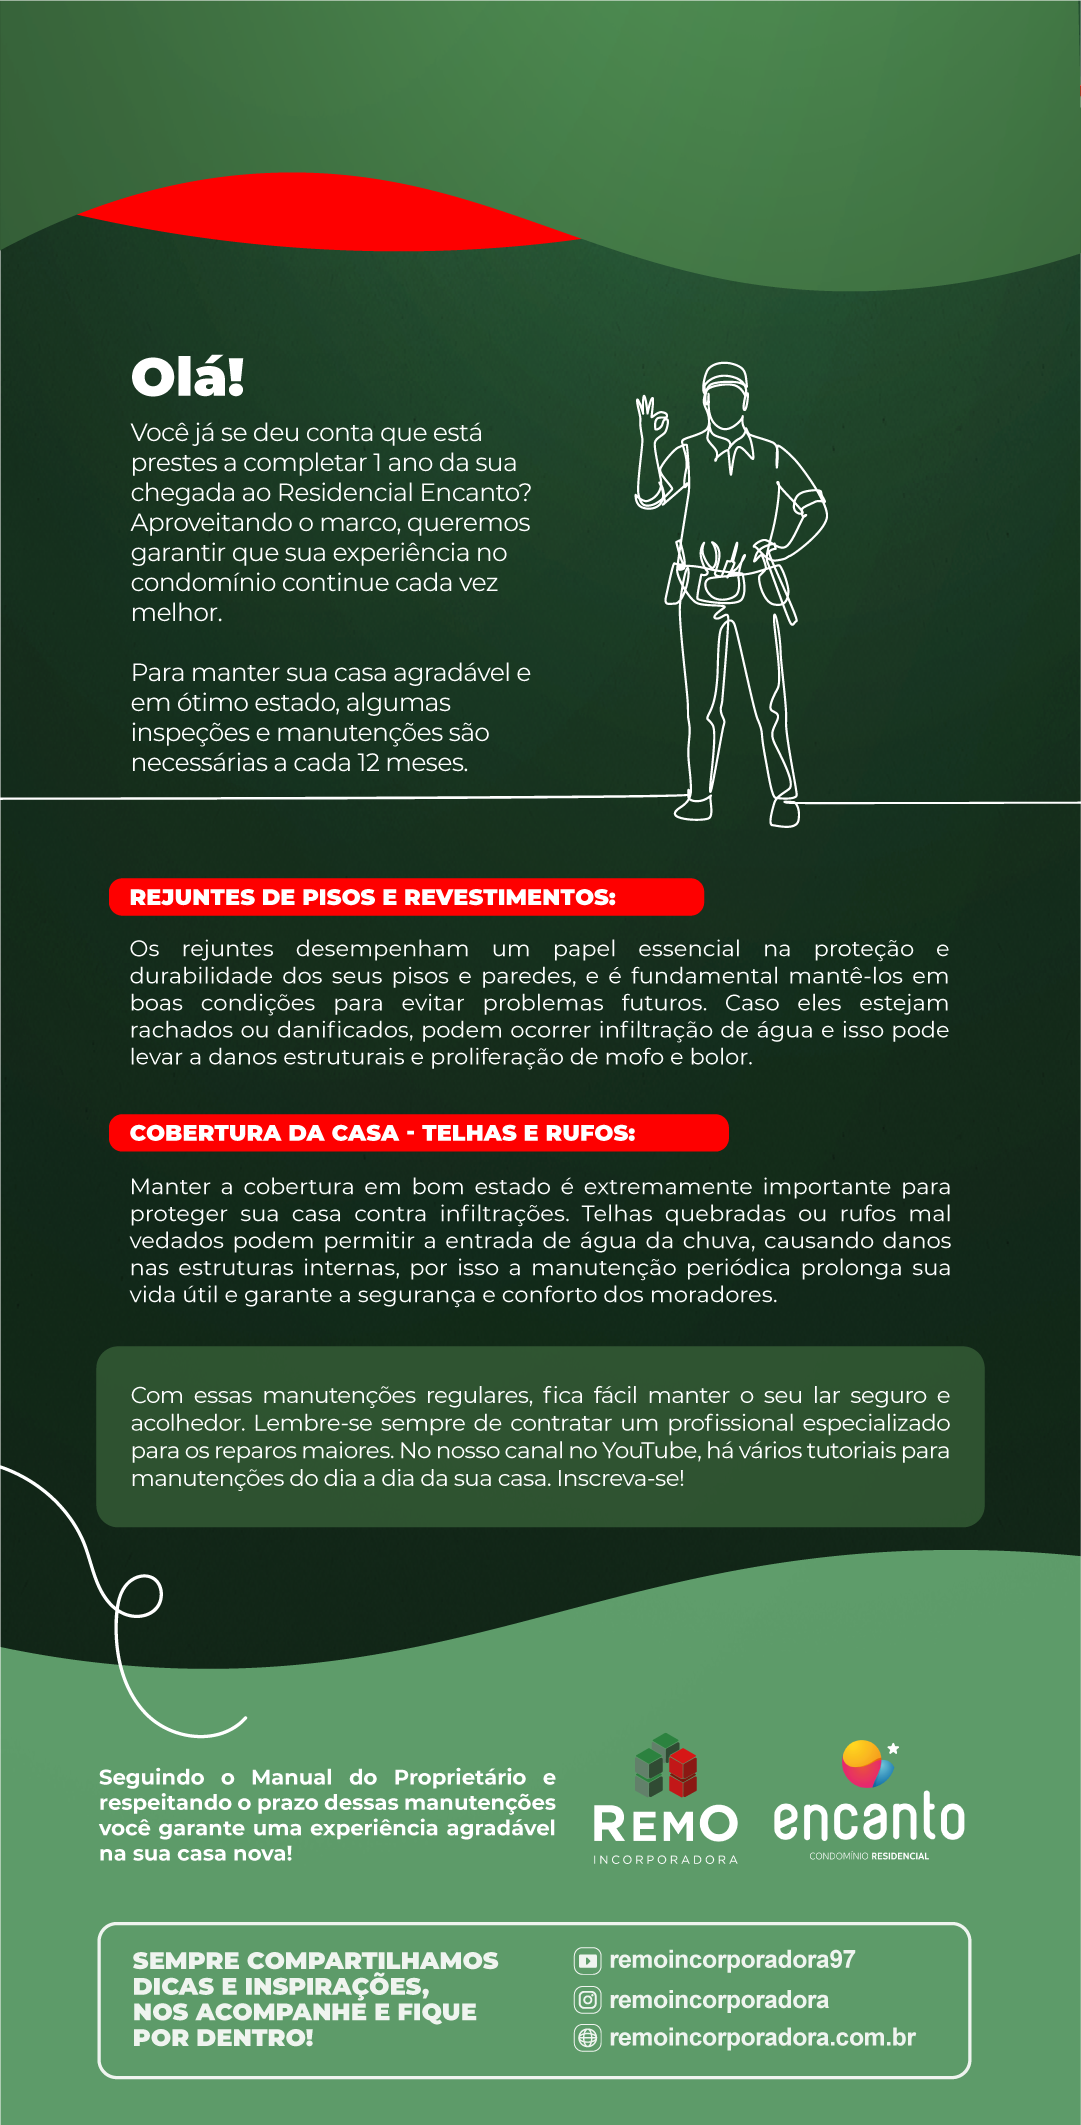 Olá!
Você já se deu conta que está
prestes a completar 1 ano da sua
chegada ao Residencial Encanto?
Aproveitando o marco, queremos
garantir que sua experiência no
condomínio continue cada vez
melhor.
Para manter sua casa agradável e
em ótimo estado, algumas
inspeções e manutenções são
necessárias a cada 12 meses.
REJUNTES DE PISOS E REVESTIMENTOS:
Os rejuntes desempenham um papel essencial na proteção e
durabilidade dos seus pisos e paredes, e é fundamental mantê-los em
boas condições para evitar problemas futuros. Caso eles estejam
rachados ou danificados, podem ocorrer infiltração de água e isso pode
levar a danos estruturais e proliferação de mofo e bolor.
COBERTURA DA CASA - TELHAS E RUFOS:
Manter a cobertura em bom estado é extremamente importante para
proteger sua casa contra infiltrações. Telhas quebradas ou rufos mal
vedados podem permitir a entrada de água da chuva, causando danos
nas estruturas internas, por isso a manutenção periódica prolonga sua
vida útil e garante a segurança e conforto dos moradores.
Com essas manutenções regulares, fica fácil manter o seu lar seguro e
acolhedor. Lembre-se sempre de contratar um profissional especializado
para os reparos maiores. No nosso canal no YouTube, há vários tutoriais para
manutenções do dia a dia da sua casa. Inscreva-se!
Seguindo o Manual do Proprietário e
respeitando o prazo dessas manutenções
você garante uma experiência agradável
na sua casa nova!
REMO
INCORPORADORA
encanto
CONDOMÍNIO RESIDENCIAL
SEMPRE COMPARTILHAMOS
DICAS E INSPIRAÇÕES,
NOS ACOMPANHE E FIQUE
POR DENTRO!
remoincorporadora97
remoincorporadora
remoincorporadora.com.br